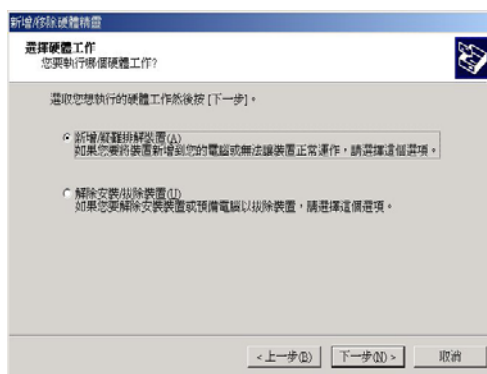 新增/移除硬體精靈
選擇硬體工作
您要執行哪個硬體工作?
選取您想執行的硬體工作然後按 [下一步]。
新增/疑難排解裝置(A)
如果您要將裝置新增到您的電腦或無法讓裝置正常運作，請選擇這個選項。
解除安裝/拔除裝置(U)
如果您要解除安裝裝置或預備電腦以拔除裝置，請選擇這個選項。
<上一步(B) 下一步(N)> 取消